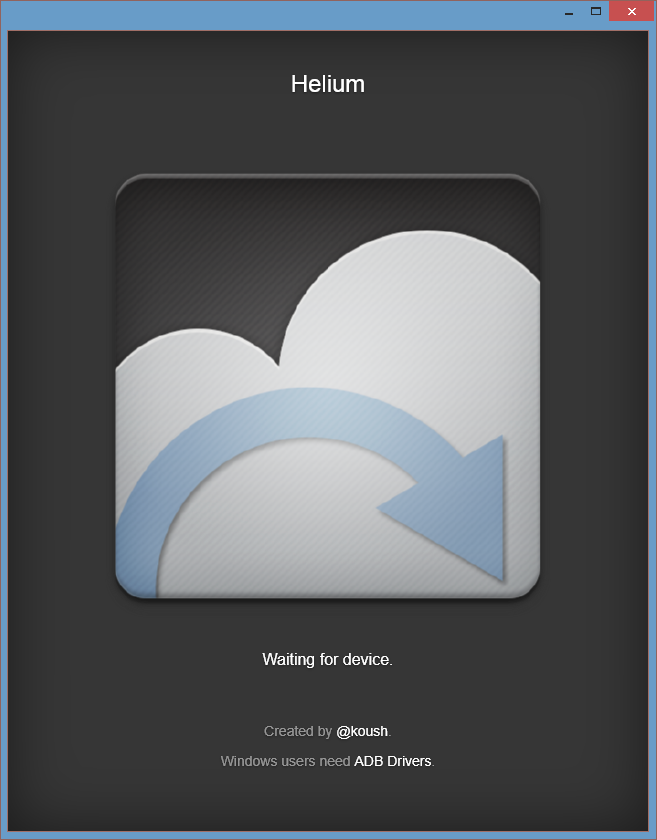 Helium
Waiting for device.
Created by @koush.
Windows users need ADB Drivers.